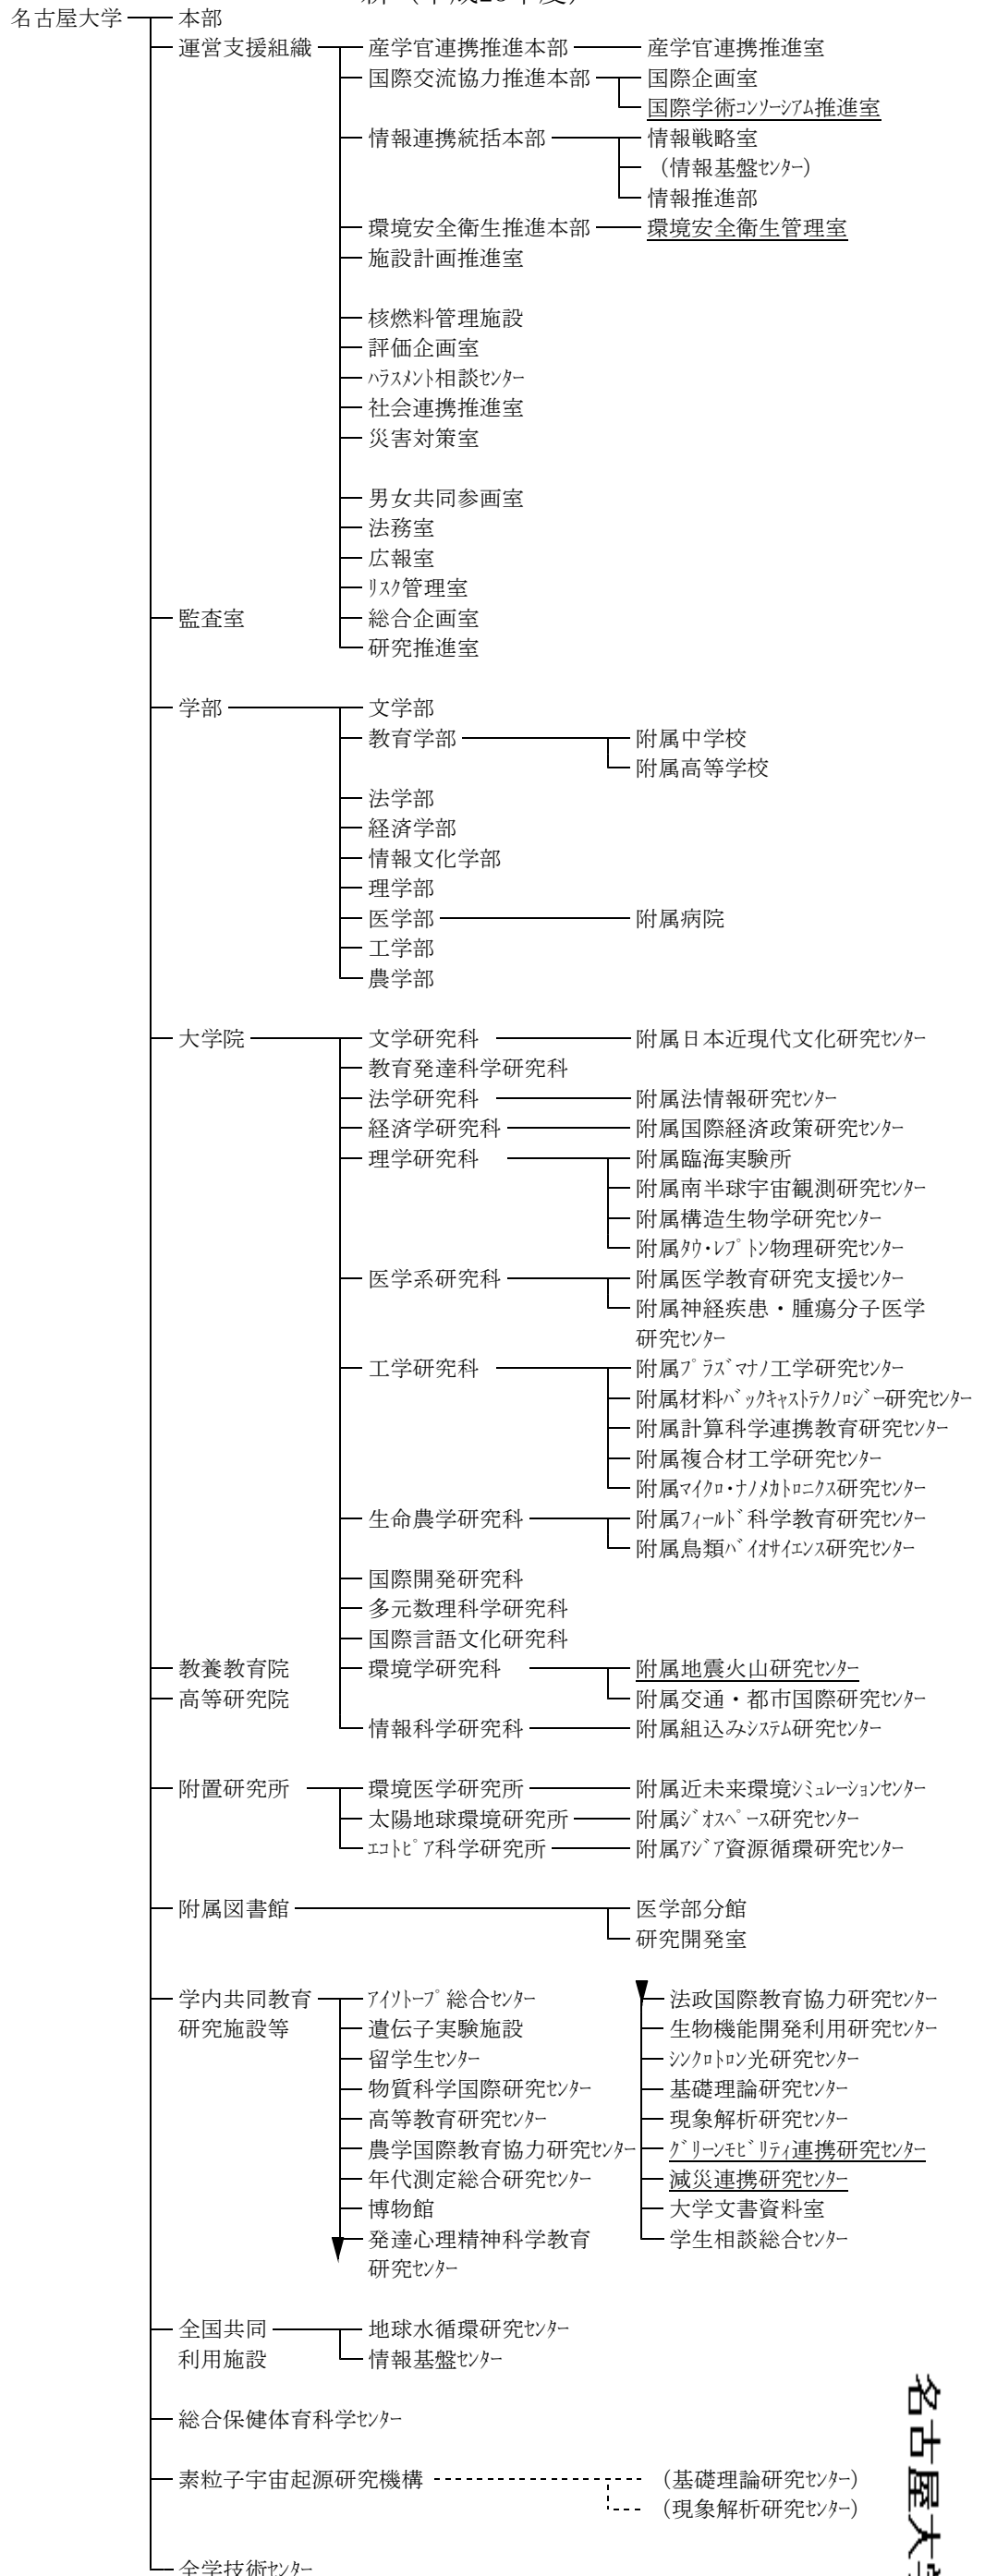 名古屋大学
本部
運営支援組織
産学官連携推進本部
産学官連携推進室
国際交流協力推進本部
国際企画室
国際学術ｺﾝｿｰｼｱﾑ推進室
情報連携統括本部
情報戦略室
（情報基盤ｾﾝﾀｰ）
情報推進部
環境安全衛生推進本部
環境安全衛生管理室
施設計画推進室
核燃料管理施設
評価企画室
ﾊﾗｽﾒﾝﾄ相談ｾﾝﾀｰ
社会連携推進室
災害対策室
男女共同参画室
法務室
広報室
ﾘｽｸ管理室
監査室
総合企画室
研究推進室
学部
文学部
教育学部
附属中学校
附属高等学校
法学部
経済学部
情報文化学部
理学部
医学部
附属病院
工学部
農学部
大学院
文学研究科
附属日本近現代文化研究ｾﾝﾀｰ
教育発達科学研究科
法学研究科
附属法情報研究ｾﾝﾀｰ
経済学研究科
附属国際経済政策研究ｾﾝﾀｰ
理学研究科
附属臨海実験所
附属南半球宇宙観測研究ｾﾝﾀｰ
附属構造生物学研究ｾﾝﾀｰ
附属ﾀｳ・ﾚﾌﾟﾄﾝ物理研究ｾﾝﾀｰ
医学系研究科
附属医学教育研究支援ｾﾝﾀｰ
附属神経疾患・腫瘍分子医学
研究ｾﾝﾀｰ
工学研究科
附属ﾌﾟﾗｽﾞﾏﾅﾉ工学研究ｾﾝﾀｰ
附属材料ﾊﾞｯｸｷｬｽﾄﾃｸﾉﾛｼﾞｰ研究ｾﾝﾀｰ
附属計算科学連携教育研究ｾﾝﾀｰ
附属複合材工学研究ｾﾝﾀｰ
附属ﾏｲｸﾛ・ﾅﾉﾒｶﾄﾛﾆｸｽ研究ｾﾝﾀｰ
生命農学研究科
附属ﾌｨｰﾙﾄﾞ科学教育研究ｾﾝﾀｰ
附属鳥類ﾊﾞｲｵｻｲｴﾝｽ研究ｾﾝﾀｰ
国際開発研究科
多元数理科学研究科
国際言語文化研究科
教養教育院
環境学研究科
附属地震火山研究ｾﾝﾀｰ
高等研究院
附属交通・都市国際研究ｾﾝﾀｰ
情報科学研究科
附属組込みｼｽﾃﾑ研究ｾﾝﾀｰ
附置研究所
環境医学研究所
附属近未来環境ｼﾐｭﾚｰｼｮﾝｾﾝﾀｰ
太陽地球環境研究所
附属ｼﾞｵｽﾍﾟｰｽ研究ｾﾝﾀｰ
ｴｺﾄﾋﾟｱ科学研究所
附属ｱｼﾞｱ資源循環研究ｾﾝﾀｰ
附属図書館
医学部分館
研究開発室
学内共同教育
研究施設等
ｱｲｿﾄｰﾌﾟ総合ｾﾝﾀｰ
遺伝子実験施設
留学生ｾﾝﾀｰ
物質科学国際研究ｾﾝﾀｰ
高等教育研究ｾﾝﾀｰ
農学国際教育協力研究ｾﾝﾀｰ
年代測定総合研究ｾﾝﾀｰ
博物館
発達心理精神科学教育
研究ｾﾝﾀｰ
法政国際教育協力研究ｾﾝﾀｰ
生物機能開発利用研究ｾﾝﾀｰ
ｼﾝｸﾛﾄﾛﾝ光研究ｾﾝﾀｰ
基礎理論研究ｾﾝﾀｰ
現象解析研究ｾﾝﾀｰ
ｸﾞﾘｰﾝﾓﾋﾞﾘﾃｨ連携研究ｾﾝﾀｰ
減災連携研究ｾﾝﾀｰ
大学文書資料室
学生相談総合ｾﾝﾀｰ
全国共同
利用施設
地球水循環研究ｾﾝﾀｰ
情報基盤ｾﾝﾀｰ
総合保健体育科学ｾﾝﾀｰ
素粒子宇宙起源研究機構
（基礎理論研究ｾﾝﾀｰ）
（現象解析研究ｾﾝﾀｰ）
全学技術ｾﾝﾀｰ
名古屋大学